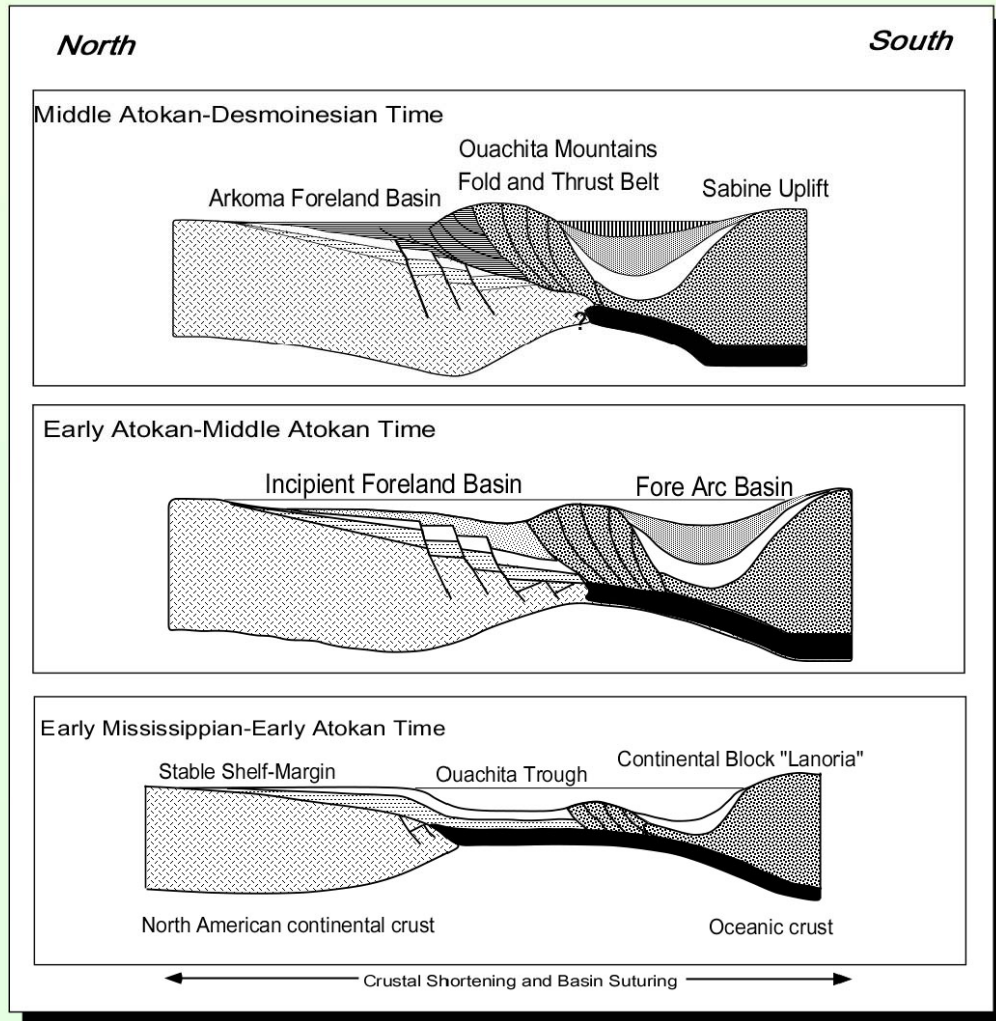 North
South
Middle Atokan-Desmoinesian Time
Ouachita Mountains
Fold and Thrust Belt
Arkoma Foreland Basin
Sabine Uplift
?
Early Atokan-Middle Atokan Time
Incipient Foreland Basin
Fore Arc Basin
Early Mississippian-Early Atokan Time
Stable Shelf-Margin
Ouachita Trough
Continental Block "Lanoria"
North American continental crust
Oceanic crust
Crustal Shortening and Basin Suturing